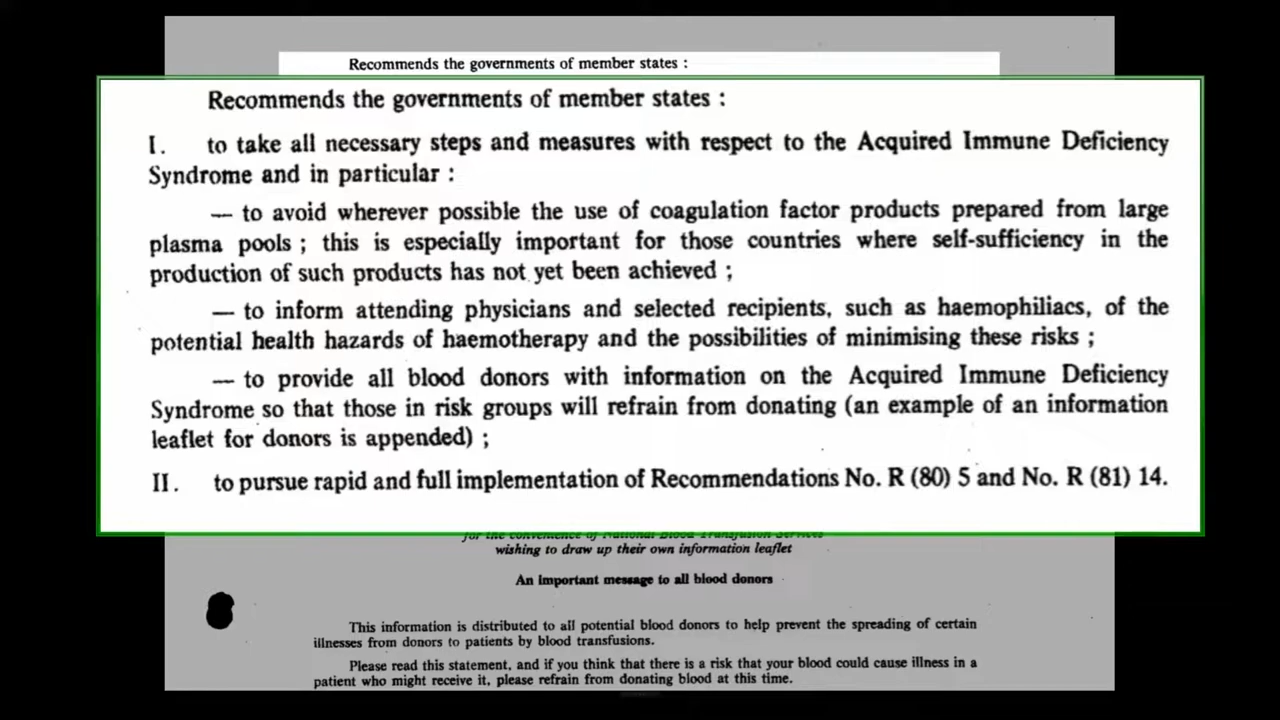 Recommends the governments of member states :
Recommends the governments of member states :
I. to take all necessary steps and measures with respect to the Acquired Immune Deficiency
Syndrome and in particular :
— to avoid wherever possible the use of coagulation factor products prepared from large
plasma pools ; this is especially important for those countries where self-sufficiency in the
production of such products has not yet been achieved ;
— to inform attending physicians and selected recipients, such as haemophiliacs, of the
potential health hazards of haemotherapy and the possibilities of minimising these risks ;
— to provide all blood donors with information on the Acquired Immune Deficiency
Syndrome so that those in risk groups will refrain from donating (an example of an information
leaflet for donors is appended) ;
II. to pursue rapid and full implementation of Recommendations No. R (80) 5 and No. R (81) 14.
for the convenience of National Blood Transfusion Services
wishing to draw up their own information leaflet
An important message to all blood donors
This information is distributed to all potential blood donors to help prevent the spreading of certain
illnesses from donors to patients by blood transfusions.
Please read this statement, and if you think that there is a risk that your blood could cause illness in a
patient who might receive it, please refrain from donating blood at this time.